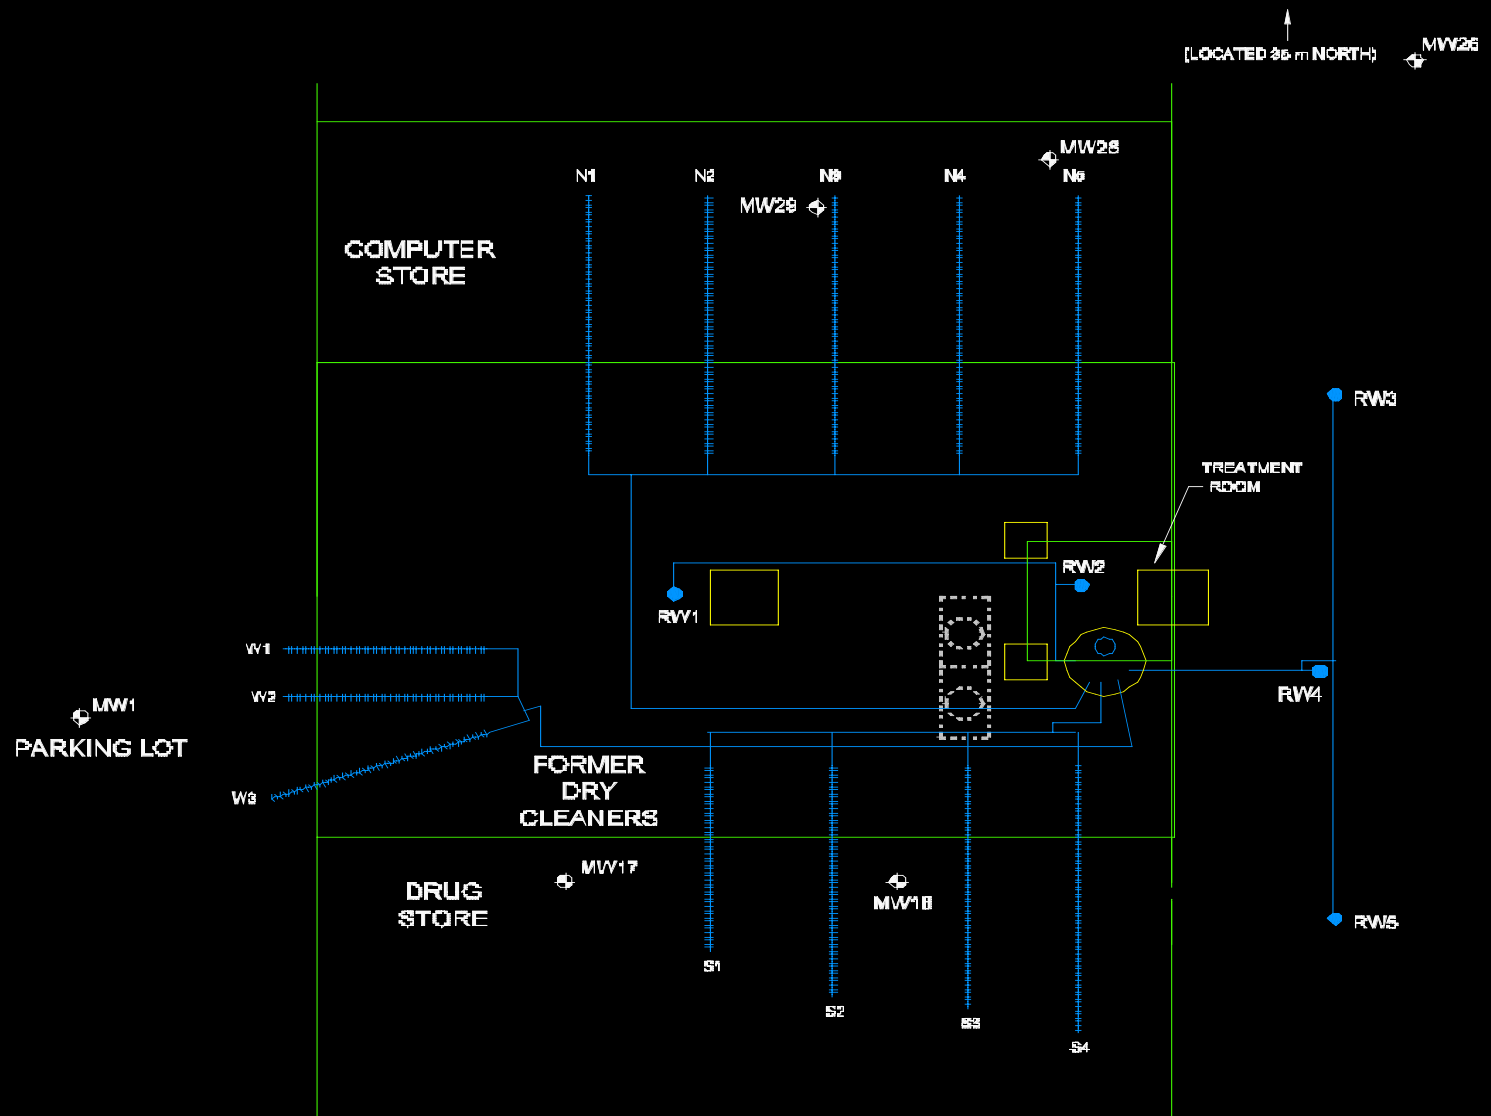 (LOCATED 35 m NORTH)
MW26
MW28
N1
N2
N3
N4
N5
MW29
COMPUTER
STORE
RW3
TREATMENT
ROOM
RW2
RW1
W1
W2
RW4
MW1
PARKING LOT
FORMER
DRY
CLEANERS
W3
MW17
DRUG
STORE
MW18
RW5
S1
S2
S3
S4